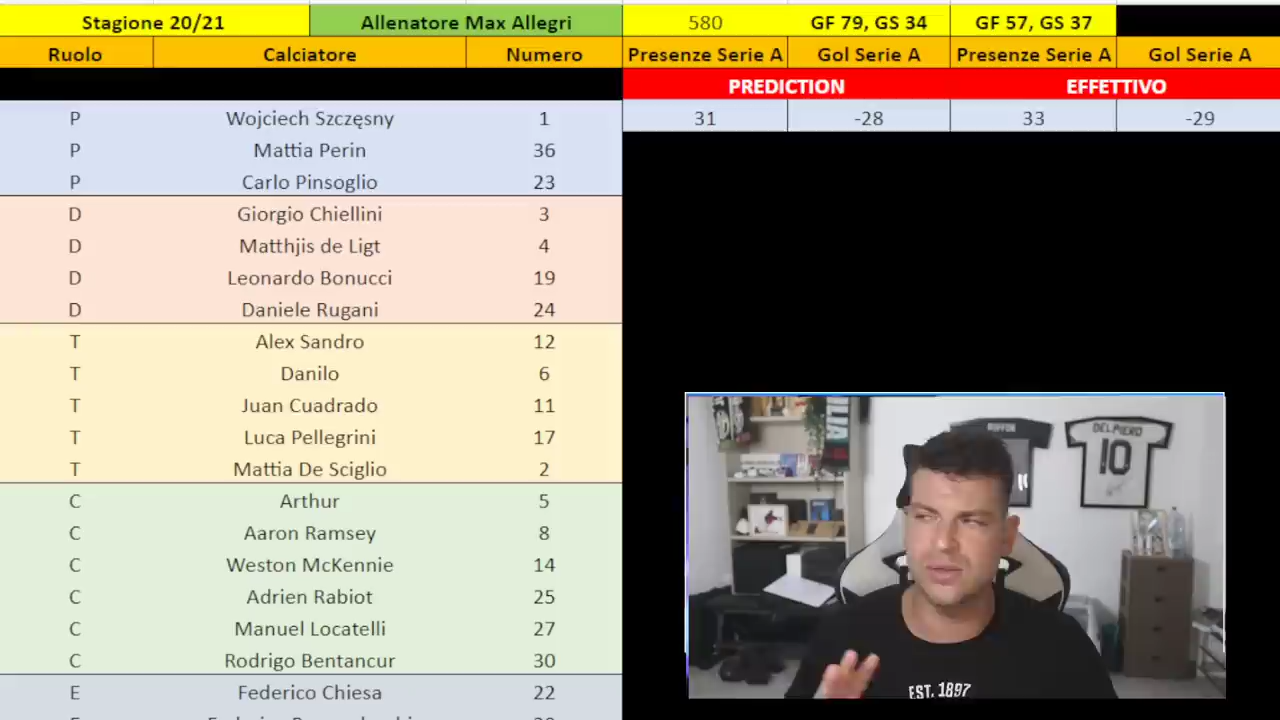 Stagione 20/21 Allenatore Max Allegri 580 GF 79, GS 34 GF 57, GS 37
Ruolo Calciatore Numero Presenze Serie A Gol Serie A Presenze Serie A Gol Serie A
PREDICTION EFFETTIVO
P Wojciech Szczęsny 1 31 -28 33 -29
P Mattia Perin 36
P Carlo Pinsoglio 23
D Giorgio Chiellini 3
D Matthjis de Ligt 4
D Leonardo Bonucci 19
D Daniele Rugani 24
T Alex Sandro 12
T Danilo 6
T Juan Cuadrado 11
T Luca Pellegrini 17
T Mattia De Sciglio 2
C Arthur 5
C Aaron Ramsey 8
C Weston McKennie 14
C Adrien Rabiot 25
C Manuel Locatelli 27
C Rodrigo Bentancur 30
E Federico Chiesa 22
BUFFON
DEL PIERO
10
EST. 1897